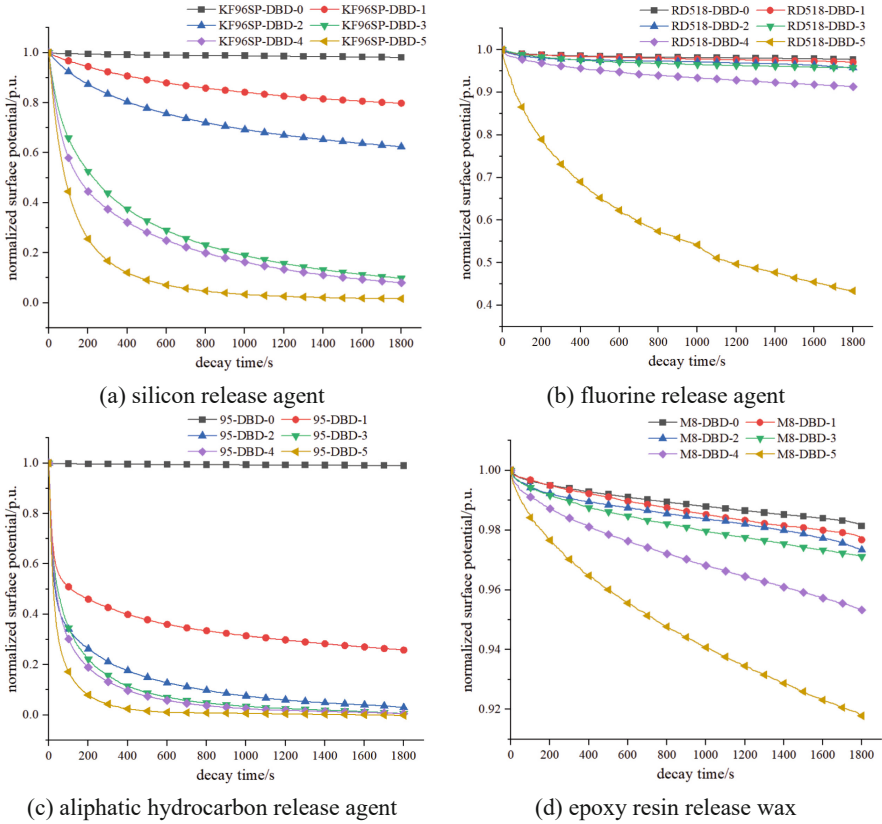 KF96SP-DBD-0 KF96SP-DBD-1
KF96SP-DBD-2 KF96SP-DBD-3
KF96SP-DBD-4 KF96SP-DBD-5
normalized surface potential/p.u.
1.0
0.8
0.6
0.4
0.2
0.0
0 200 400 600 800 1000 1200 1400 1600 1800
decay time/s
(a) silicon release agent
RD518-DBD-0 RD518-DBD-1
RD518-DBD-2 RD518-DBD-3
RD518-DBD-4 RD518-DBD-5
normalized surface potential/p.u.
1.0
0.9
0.8
0.7
0.6
0.5
0.4
0 200 400 600 800 1000 1200 1400 1600 1800
decay time/s
(b) fluorine release agent
95-DBD-0 95-DBD-1
95-DBD-2 95-DBD-3
95-DBD-4 95-DBD-5
normalized surface potential/p.u.
1.0
0.8
0.6
0.4
0.2
0.0
0 200 400 600 800 1000 1200 1400 1600 1800
decay time/s
(c) aliphatic hydrocarbon release agent
M8-DBD-0 M8-DBD-1
M8-DBD-2 M8-DBD-3
M8-DBD-4 M8-DBD-5
normalized surface potential/p.u.
1.00
0.98
0.96
0.94
0.92
0 200 400 600 800 1000 1200 1400 1600 1800
decay time/s
(d) epoxy resin release wax